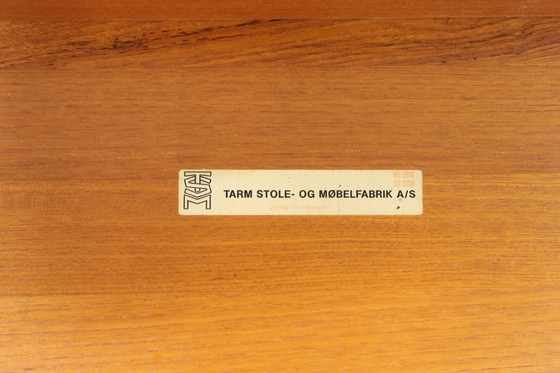 TARM STOLE- OG MØBELFABRIK A/S